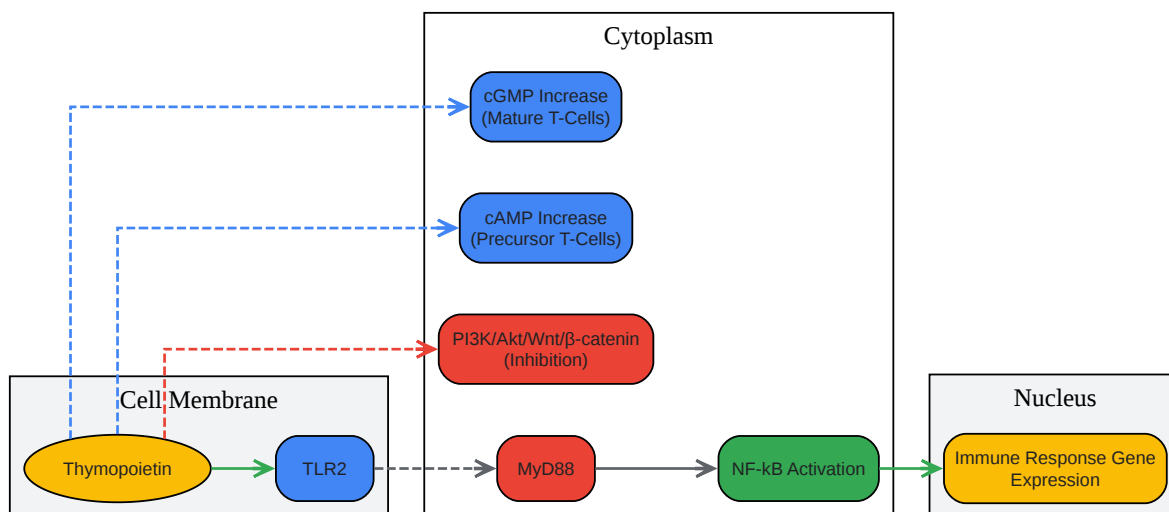 Cytoplasm
cGMP Increase
(Mature T-Cells)
cAMP Increase
(Precursor T-Cells)
PI3K/Akt/Wnt/β-catenin
(Inhibition)
Cell Membrane
Nucleus
Thymopoietin
TLR2
MyD88
NF-kB Activation
Immune Response Gene
Expression